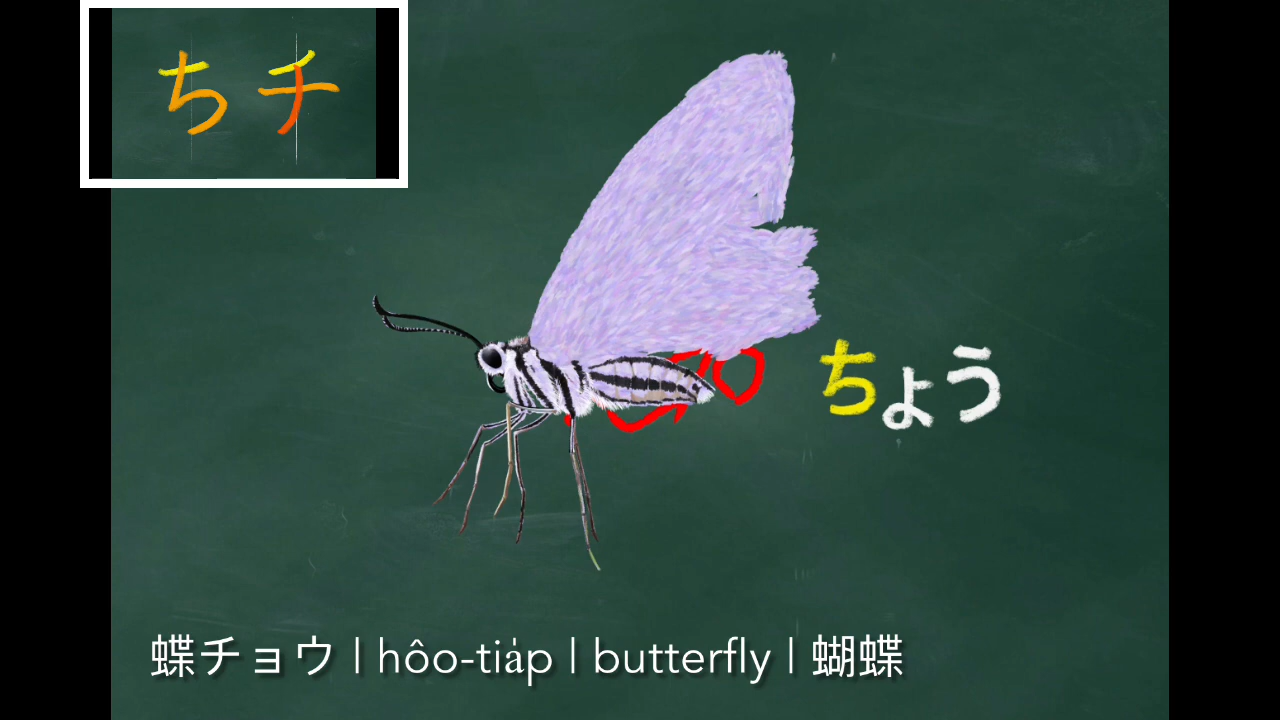 ちチ
ちょう
蝶チョウ | hôo-tia̍p | butterfly | 蝴蝶